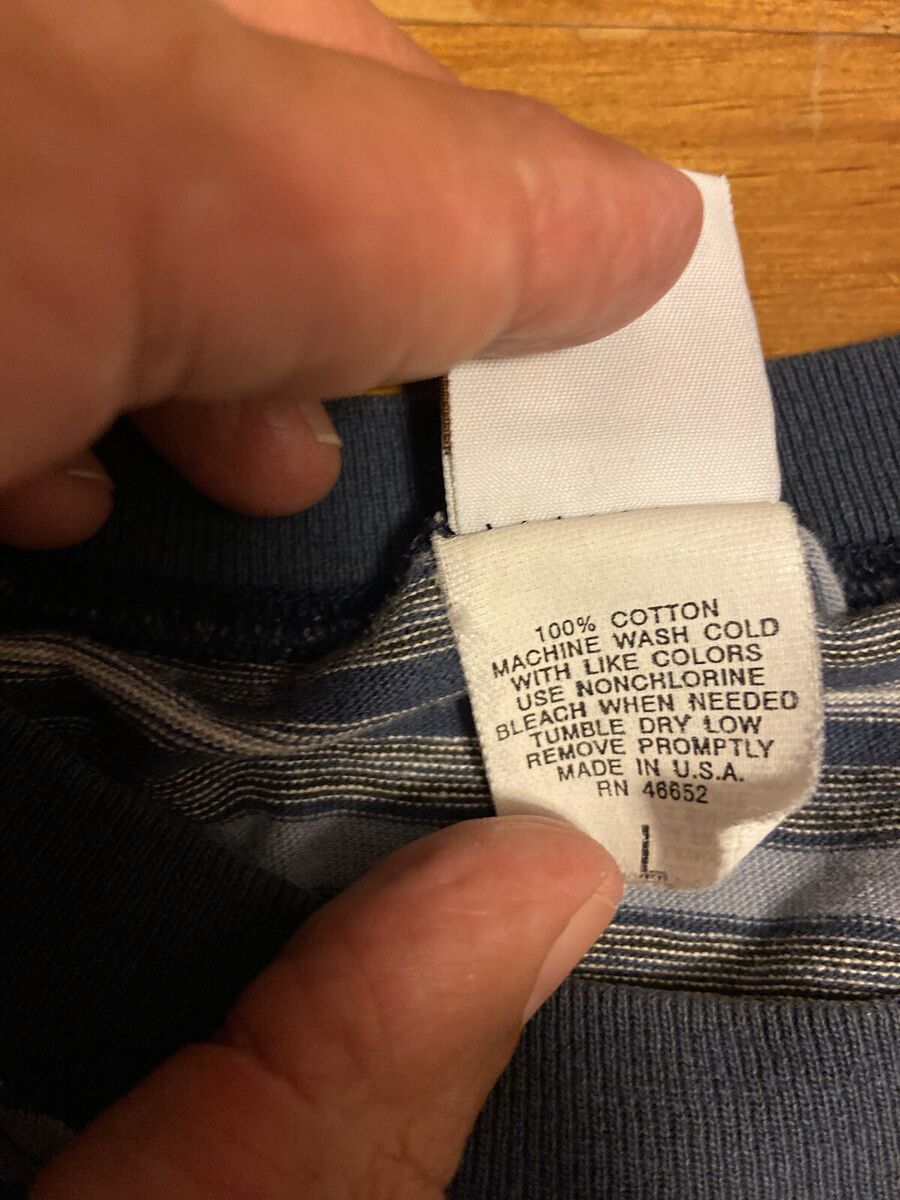 100% COTTON
MACHINE WASH COLD
WITH LIKE COLORS
USE NONCHLORINE
BLEACH WHEN NEEDED
TUMBLE DRY LOW
REMOVE PROMPTLY
MADE IN U.S.A.
RN 46652
L